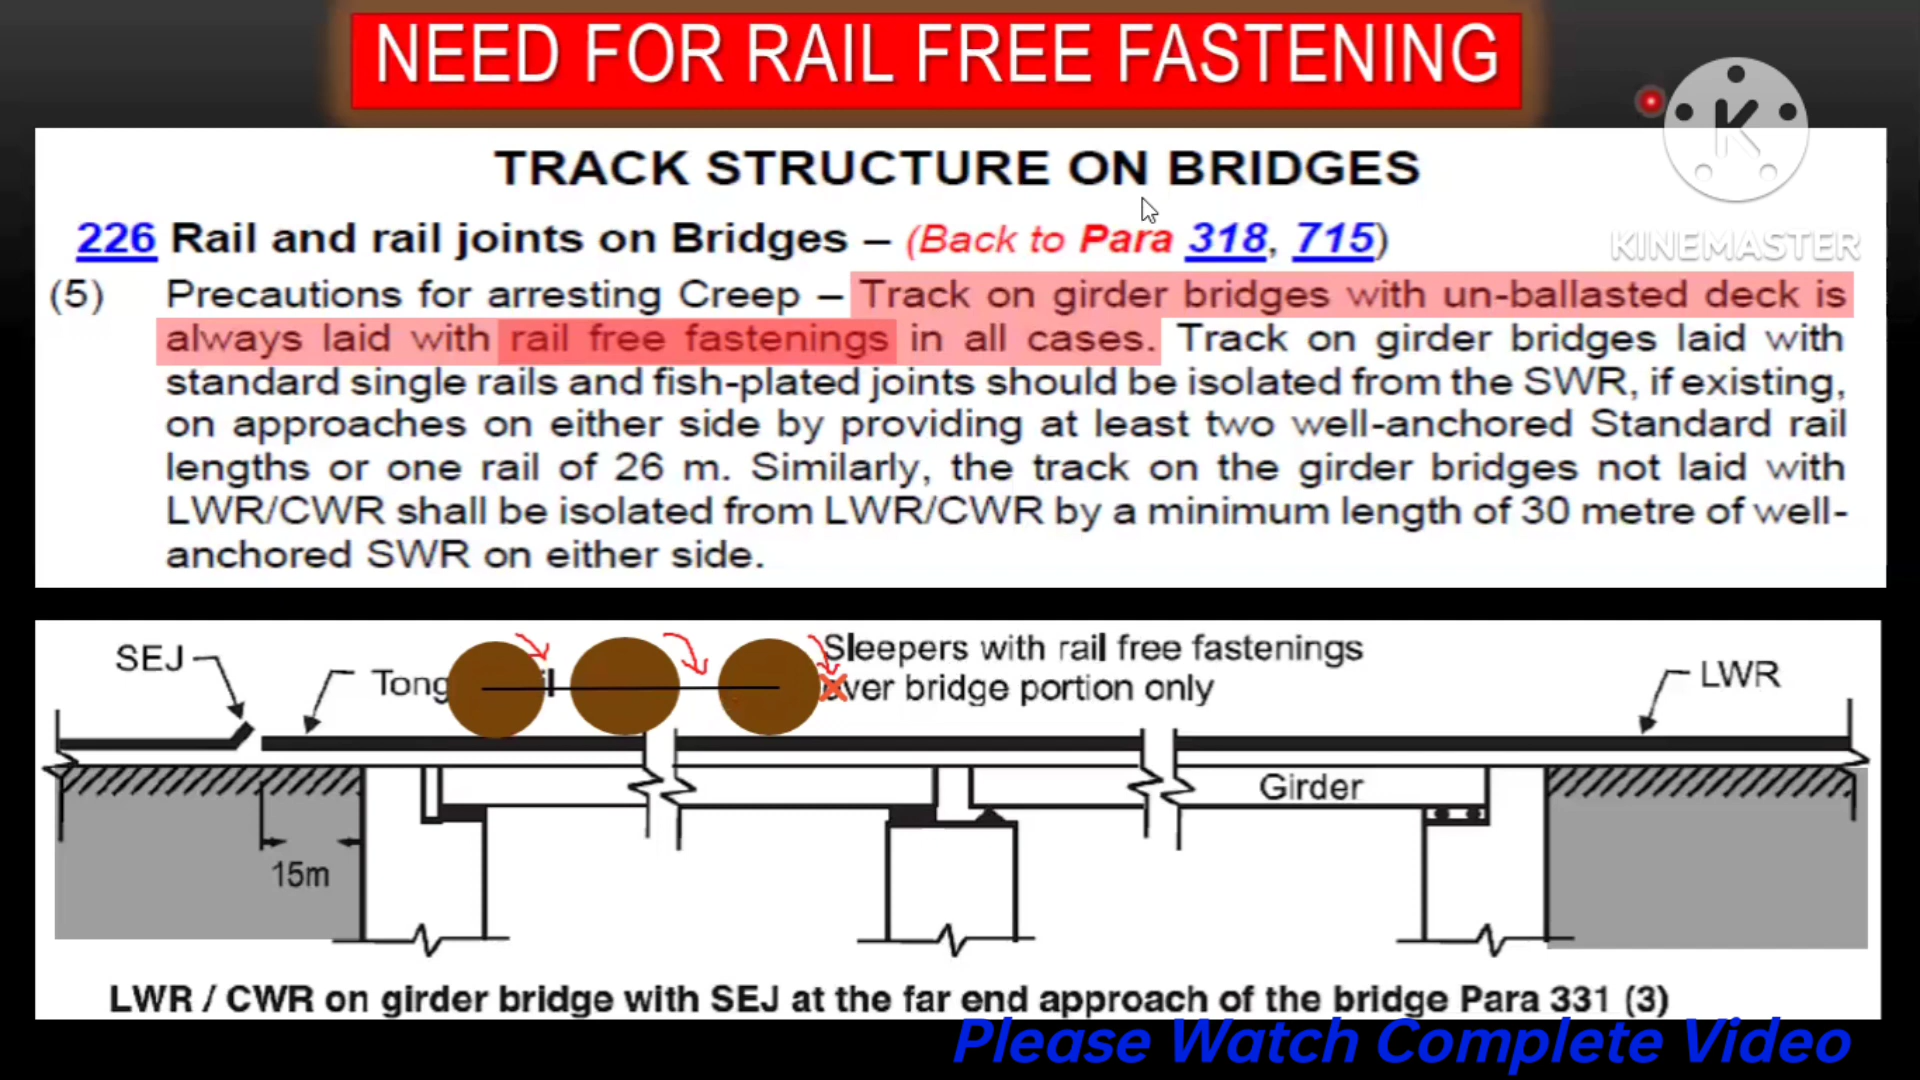 NEED FOR RAIL FREE FASTENING
K
KINEMASTER
TRACK STRUCTURE ON BRIDGES
226 Rail and rail joints on Bridges – (Back to Para 318, 715)
(5) Precautions for arresting Creep – Track on girder bridges with un-ballasted deck is
always laid with rail free fastenings in all cases. Track on girder bridges laid with
standard single rails and fish-plated joints should be isolated from the SWR, if existing,
on approaches on either side by providing at least two well-anchored Standard rail
lengths or one rail of 26 m. Similarly, the track on the girder bridges not laid with
LWR/CWR shall be isolated from LWR/CWR by a minimum length of 30 metre of well-
anchored SWR on either side.
SEJ
Sleepers with rail free fastenings
over bridge portion only
LWR
Girder
15m
LWR / CWR on girder bridge with SEJ at the far end approach of the bridge Para 331 (3)
Please Watch Complete Video